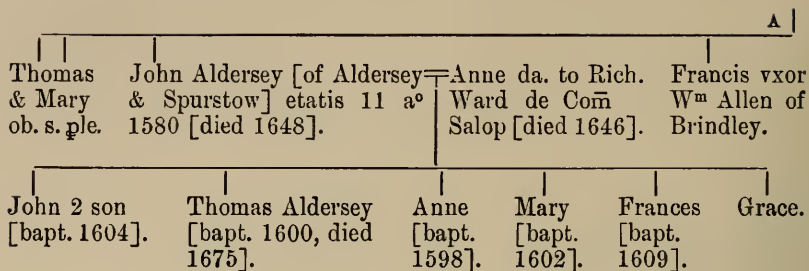 A
Thomas & Mary ob. s. ꝑle.
John Aldersey [of Aldersey & Spurstow] etatis 11 aº 1580 [died 1648].
Anne da. to Rich. Ward de Com̄ Salop [died 1646].
Francis vxor Wᵐ Allen of Brindley.
John 2 son [bapt. 1604].
Thomas Aldersey [bapt. 1600, died 1675].
Anne [bapt. 1598].
Mary [bapt. 1602].
Frances [bapt. 1609].
Grace.